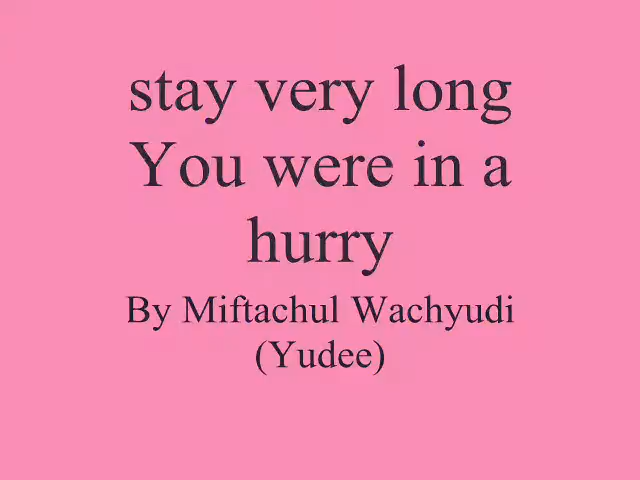 stay very long
You were in a
hurry
By Miftachul Wachyudi
(Yudee)